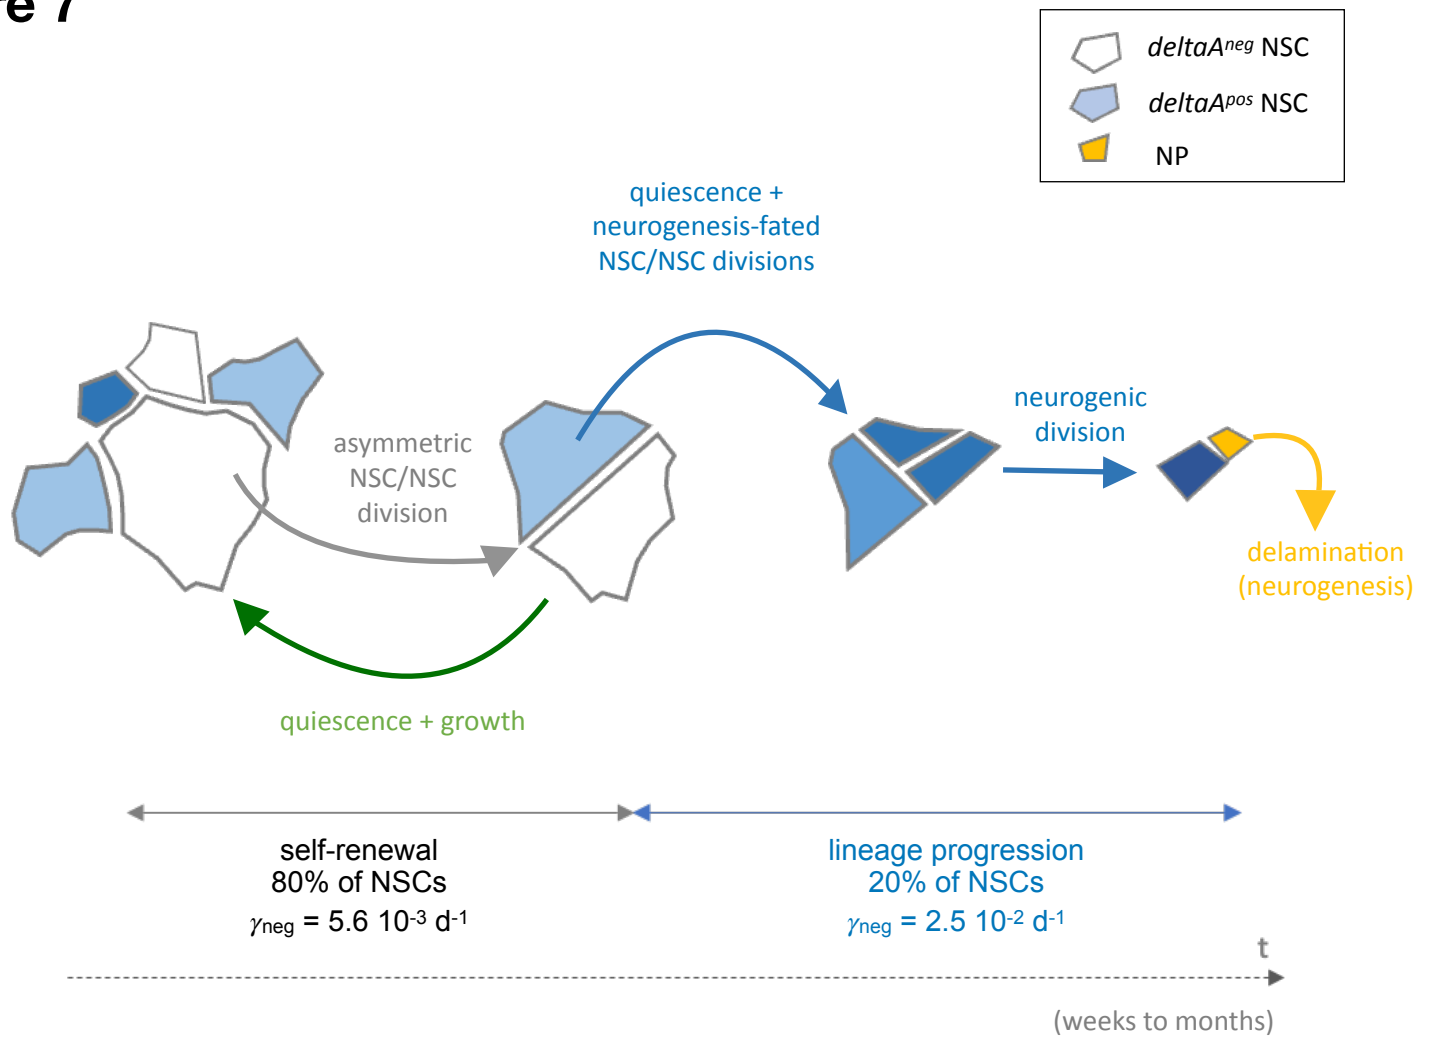 re 7
deltaAneg NSC
deltaApos NSC
NP
quiescence +
neurogenesis-fated
NSC/NSC divisions
asymmetric
NSC/NSC
division
neurogenic
division
delamination
(neurogenesis)
quiescence + growth
self-renewal
80% of NSCs
γneg = 5.6 10-3 d-1
lineage progression
20% of NSCs
γneg = 2.5 10-2 d-1
t
(weeks to months)